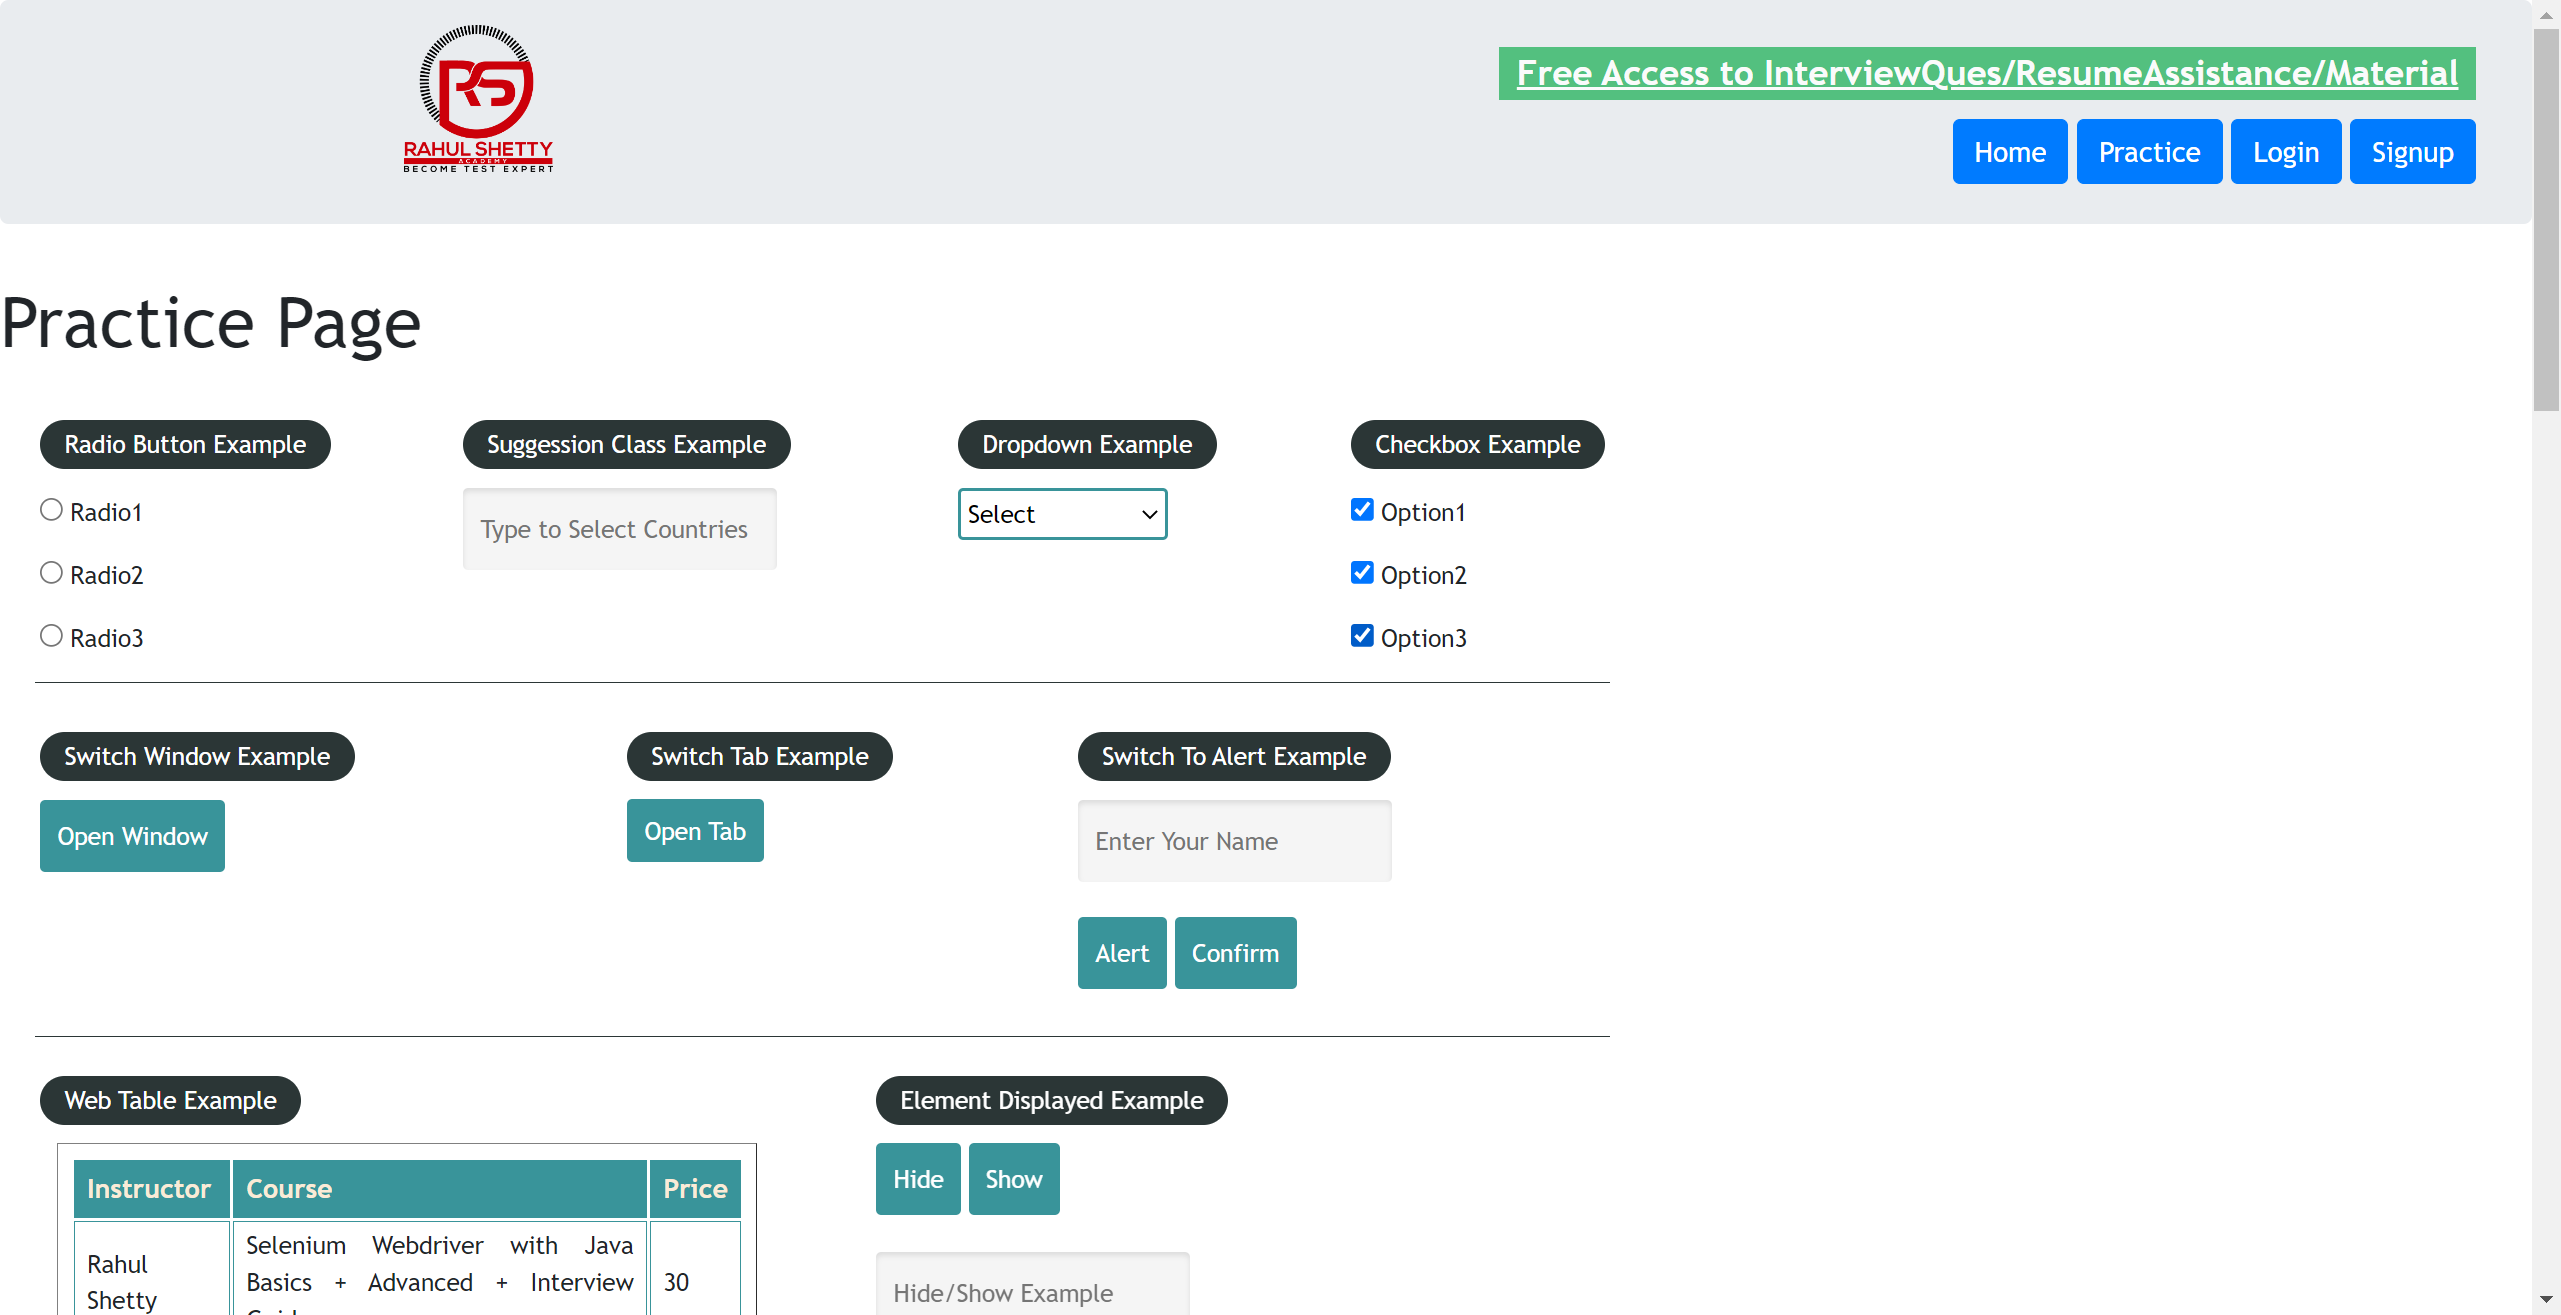 RS
RAHUL SHETTY
ACADEMY
BECOME TEST EXPERT
Free Access to InterviewQues/ResumeAssistance/Material
Home Practice Login Signup
Practice Page
Radio Button Example
Radio1
Radio2
Radio3
Suggession Class Example
Type to Select Countries
Dropdown Example
Select
Checkbox Example
Option1
Option2
Option3
Switch Window Example
Open Window
Switch Tab Example
Open Tab
Switch To Alert Example
Enter Your Name
Alert Confirm
Web Table Example
Instructor Course Price
Rahul Shetty
Selenium Webdriver with Java
Basics + Advanced + Interview
30
Element Displayed Example
Hide Show
Hide/Show Example